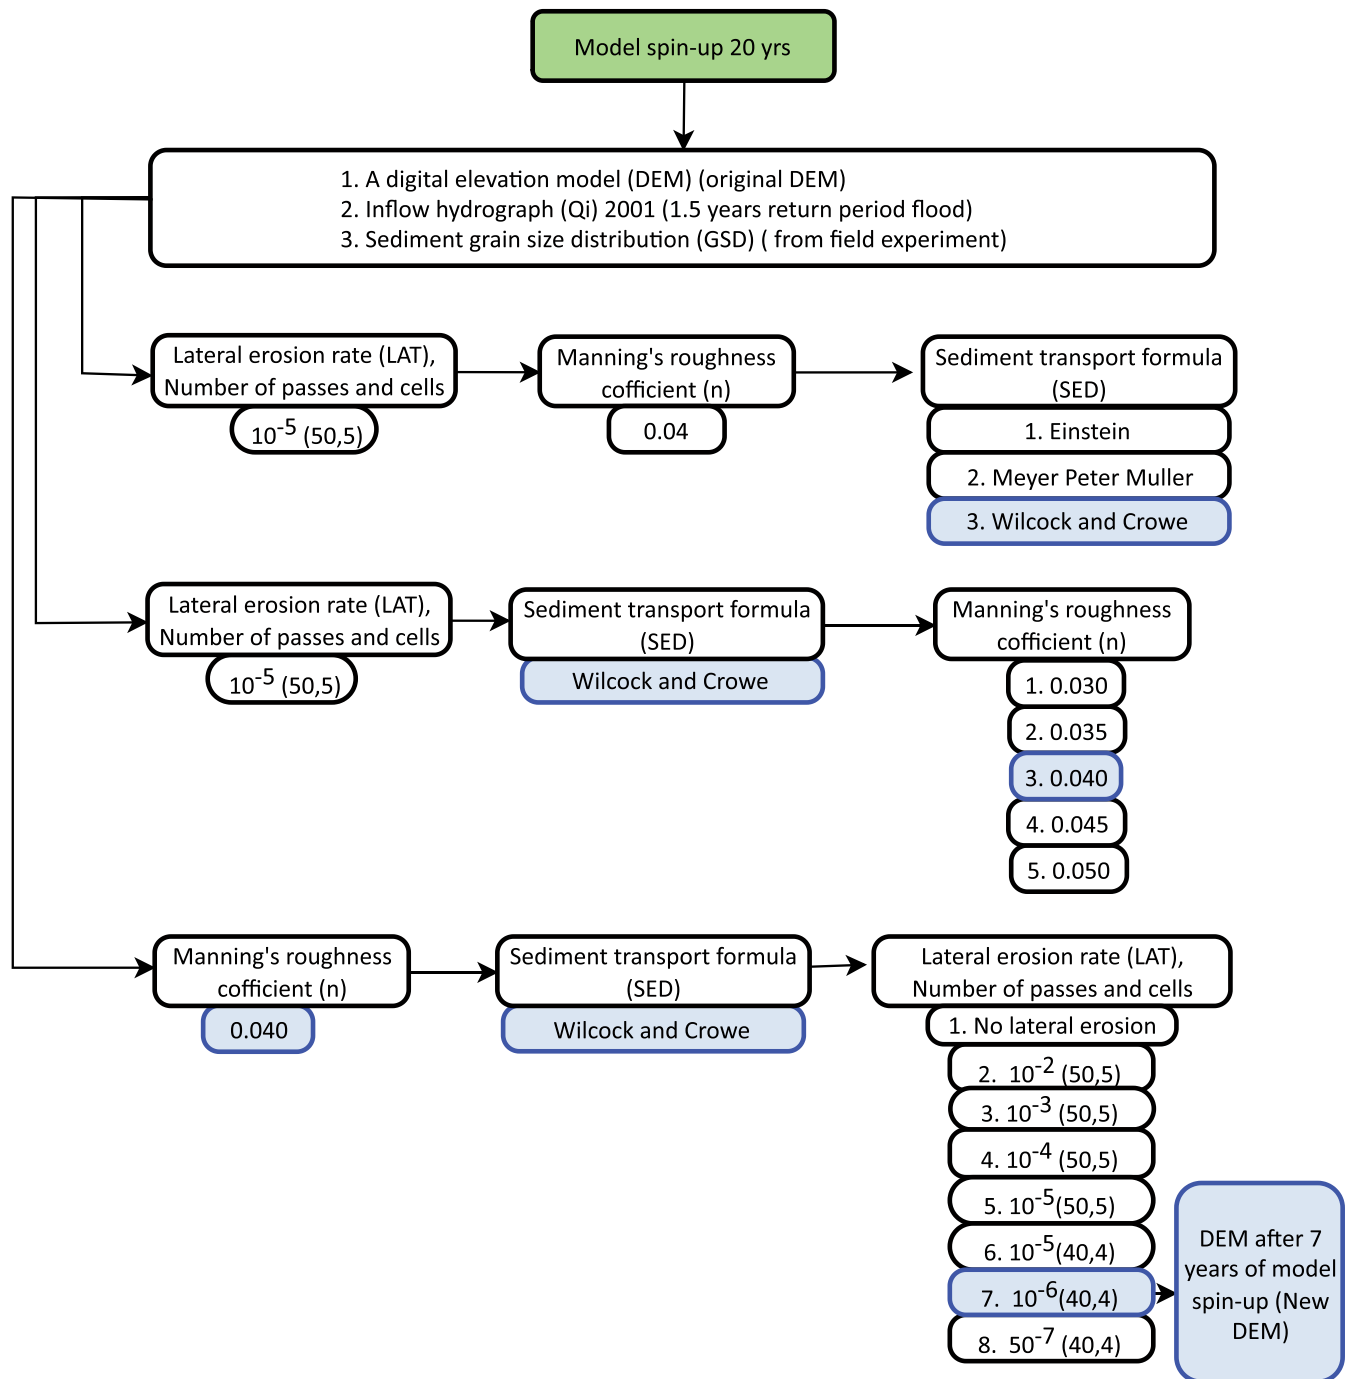 Model spin-up 20 yrs
1. A digital elevation model (DEM) (original DEM)
2. Inflow hydrograph (Qi) 2001 (1.5 years return period flood)
3. Sediment grain size distribution (GSD) ( from field experiment)
Lateral erosion rate (LAT),
Number of passes and cells
10⁻⁵ (50,5)
Manning's roughness
cofficient (n)
0.04
Sediment transport formula
(SED)
1. Einstein
2. Meyer Peter Muller
3. Wilcock and Crowe
Lateral erosion rate (LAT),
Number of passes and cells
10⁻⁵ (50,5)
Sediment transport formula
(SED)
Wilcock and Crowe
Manning's roughness
cofficient (n)
1. 0.030
2. 0.035
3. 0.040
4. 0.045
5. 0.050
Manning's roughness
cofficient (n)
0.040
Sediment transport formula
(SED)
Wilcock and Crowe
Lateral erosion rate (LAT),
Number of passes and cells
1. No lateral erosion
2. 10⁻² (50,5)
3. 10⁻³ (50,5)
4. 10⁻⁴ (50,5)
5. 10⁻⁵(50,5)
6. 10⁻⁵(40,4)
7. 10⁻⁶(40,4)
8. 50⁻⁷ (40,4)
DEM after 7
years of model
spin-up (New
DEM)